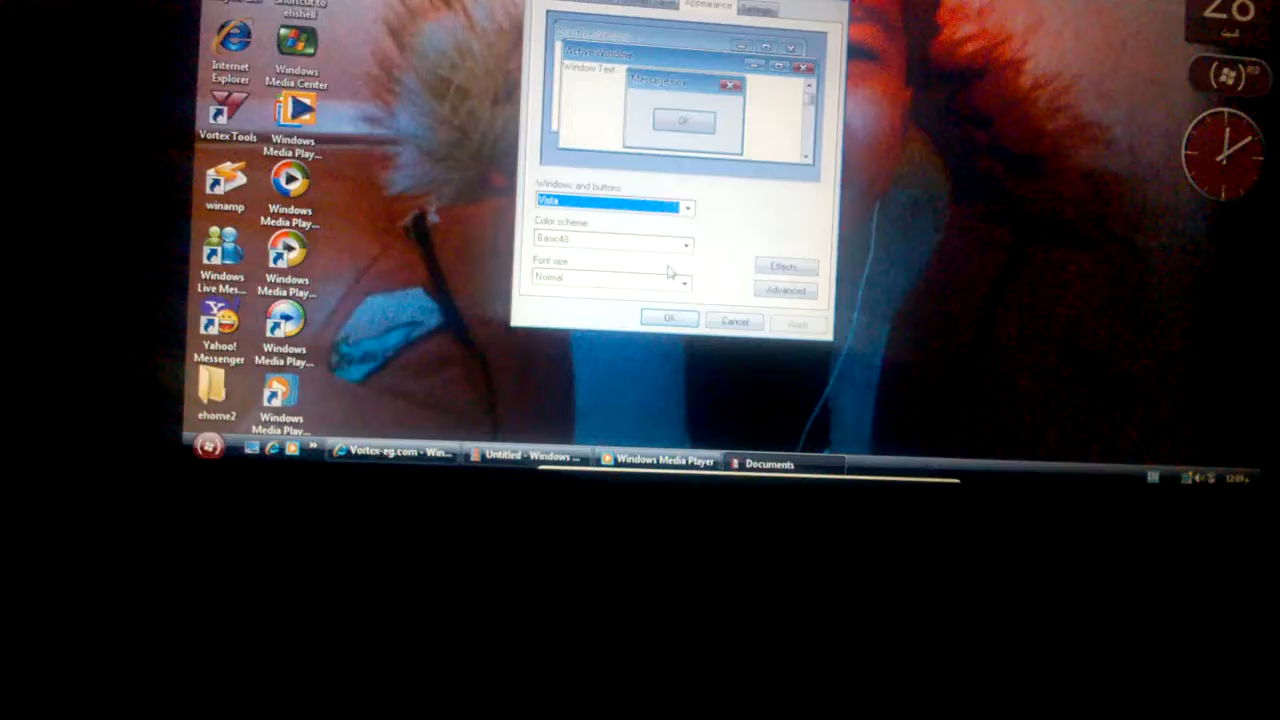 Shortcut to
ehshell
Internet
Explorer
Windows
Media Center
Vortex Tools
Windows
Media Play...
winamp
Windows
Media Play...
Windows
Live Mes...
Windows
Media Play...
Yahoo!
Messenger
Windows
Media Play...
ehome2
Windows
Media Play...
Appearance
Active Window
Window Text
Message Box
OK
Windows and buttons:
Vista
Color scheme:
Font size
Normal
Effects
Advanced
OK
Cancel
Apply
Vortex-eg.com - Win...
Untitled - Windows ...
Windows Media Player
Documents